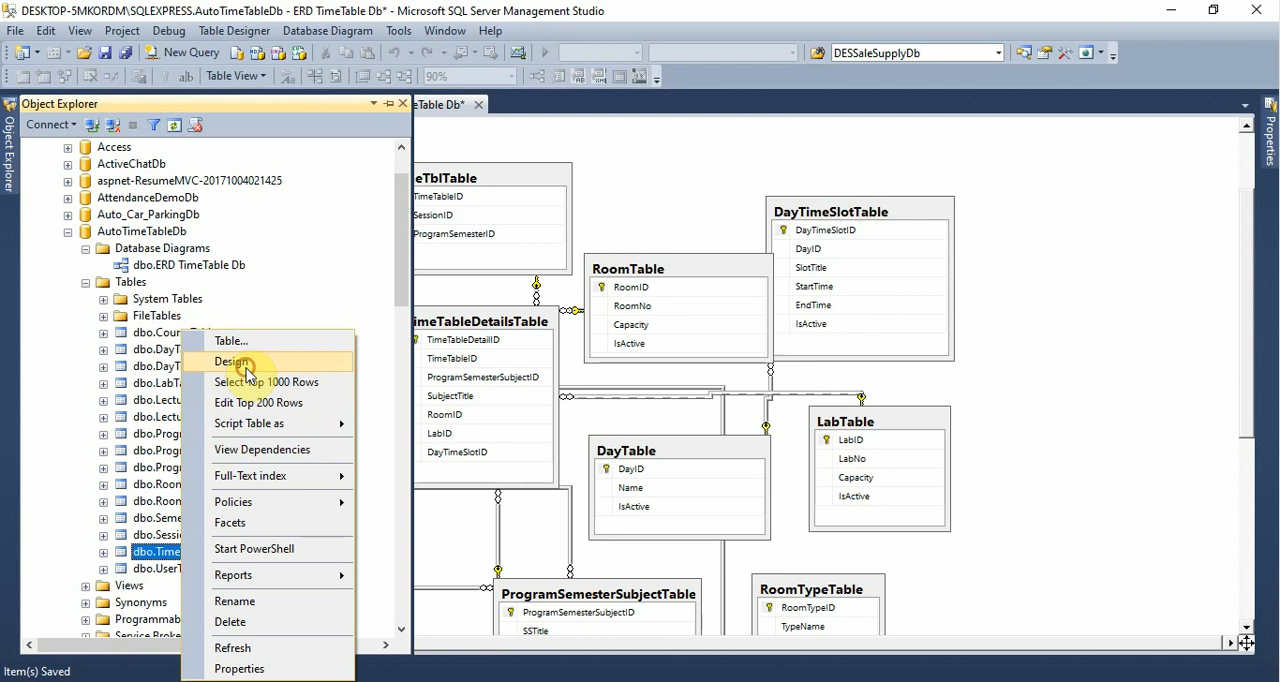 DESKTOP-5MKORDM\SQLEXPRESS.AutoTimeTableDb - ERD TimeTable Db* - Microsoft SQL Server Management Studio
File Edit View Project Debug Table Designer Database Diagram Tools Window Help
New Query DESSaleSupplyDb
Table View 90%
Object Explorer
eTable Db*
Connect
Object Explorer
Properties
Access
ActiveChatDb
aspnet-ResumeMVC-20171004021425
AttendanceDemoDb
Auto_Car_ParkingDb
AutoTimeTableDb
Database Diagrams
dbo.ERD TimeTable Db
Tables
System Tables
FileTables
dbo.Cour
dbo.DayT
dbo.DayT
dbo.LabTa
dbo.Lectu
dbo.Lectu
dbo.Progr
dbo.Progr
dbo.Progr
dbo.Roon
dbo.Roon
dbo.Seme
dbo.Sessi
dbo.Time
dbo.UserT
Views
Synonyms
Programmab
Service Broke
Table...
Design
Select Top 1000 Rows
Edit Top 200 Rows
Script Table as
View Dependencies
Full-Text index
Policies
Facets
Start PowerShell
Reports
Rename
Delete
Refresh
Properties
eTblTable
TimeTableID
SessionID
ProgramSemesterID
DayTimeSlotTable
DayTimeSlotID
DayID
SlotTitle
StartTime
EndTime
IsActive
RoomTable
RoomID
RoomNo
Capacity
IsActive
imeTableDetailsTable
TimeTableDetailID
TimeTableID
ProgramSemesterSubjectID
SubjectTitle
RoomID
LabID
DayTimeSlotID
LabTable
LabID
LabNo
Capacity
IsActive
DayTable
DayID
Name
IsActive
ProgramSemesterSubjectTable
ProgramSemesterSubjectID
SSTitle
RoomTypeTable
RoomTypeID
TypeName
Item(s) Saved